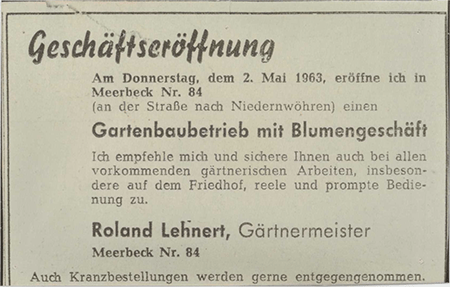 Geschäftseröffnung
Am Donnerstag, dem 2. Mai 1963, eröffne ich in
Meerbeck Nr. 84
(an der Straße nach Niedernwöhren) einen
Gartenbaubetrieb mit Blumengeschäft
Ich empfehle mich und sichere Ihnen auch bei allen
vorkommenden gärtnerischen Arbeiten, insbeson-
dere auf dem Friedhof, reele und prompte Bedie-
nung zu.
Roland Lehnert, Gärtnermeister
Meerbeck Nr. 84
Auch Kranzbestellungen werden gerne entgegengenommen.